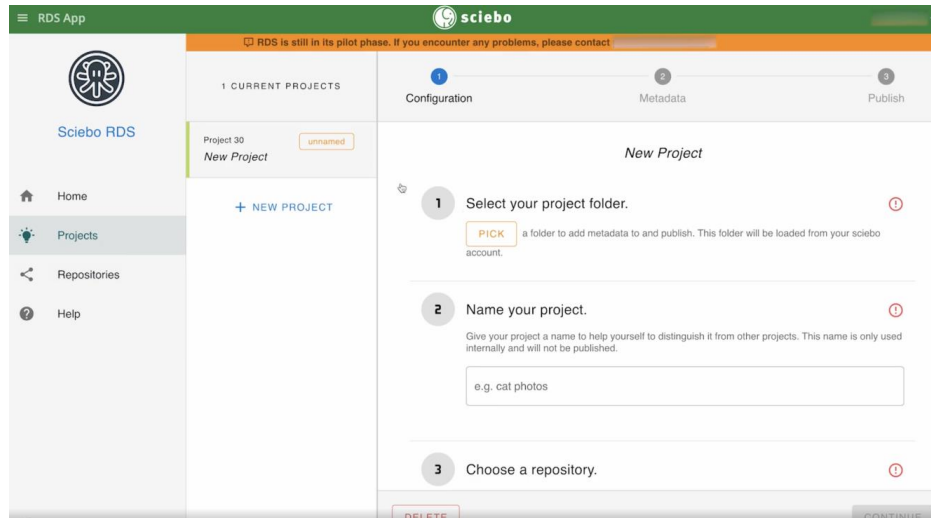 RDS App
sciebo
RDS is still in its pilot phase. If you encounter any problems, please contact
Sciebo RDS
Home
Projects
Repositories
Help
1 CURRENT PROJECTS
Project 30
unnamed
New Project
+ NEW PROJECT
1
Configuration
2
Metadata
3
Publish
New Project
1 Select your project folder.
PICK a folder to add metadata to and publish. This folder will be loaded from your sciebo
account.
2 Name your project.
Give your project a name to help yourself to distinguish it from other projects. This name is only used
internally and will not be published.
e.g. cat photos
3 Choose a repository.
DELETE
CONTINUE